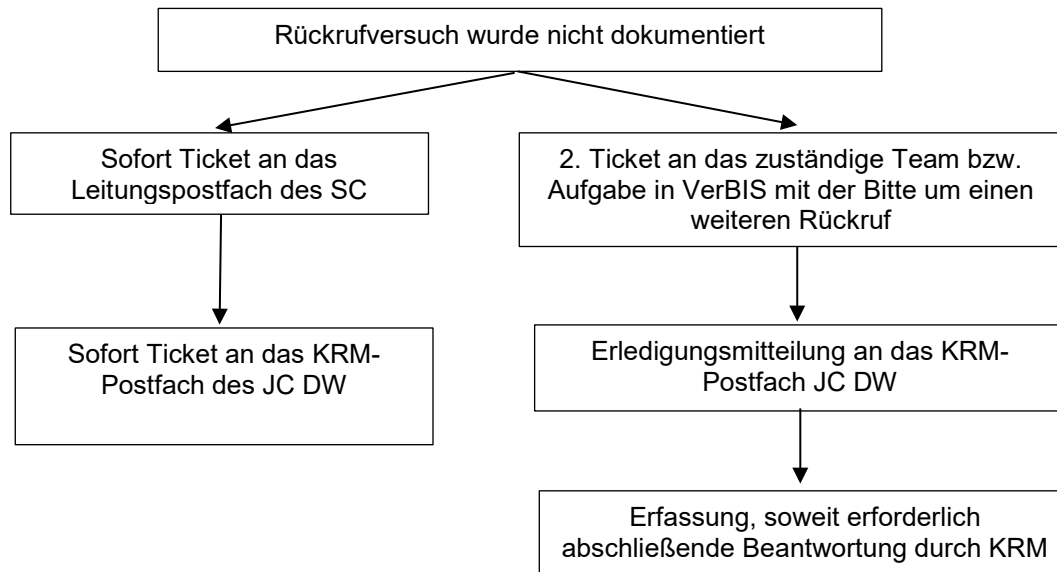 Rückrufversuch wurde nicht dokumentiert
Sofort Ticket an das
Leitungspostfach des SC
2. Ticket an das zuständige Team bzw.
Aufgabe in VerBIS mit der Bitte um einen
weiteren Rückruf
Sofort Ticket an das KRM-
Postfach des JC DW
Erledigungsmitteilung an das KRM-
Postfach JC DW
Erfassung, soweit erforderlich
abschließende Beantwortung durch KRM